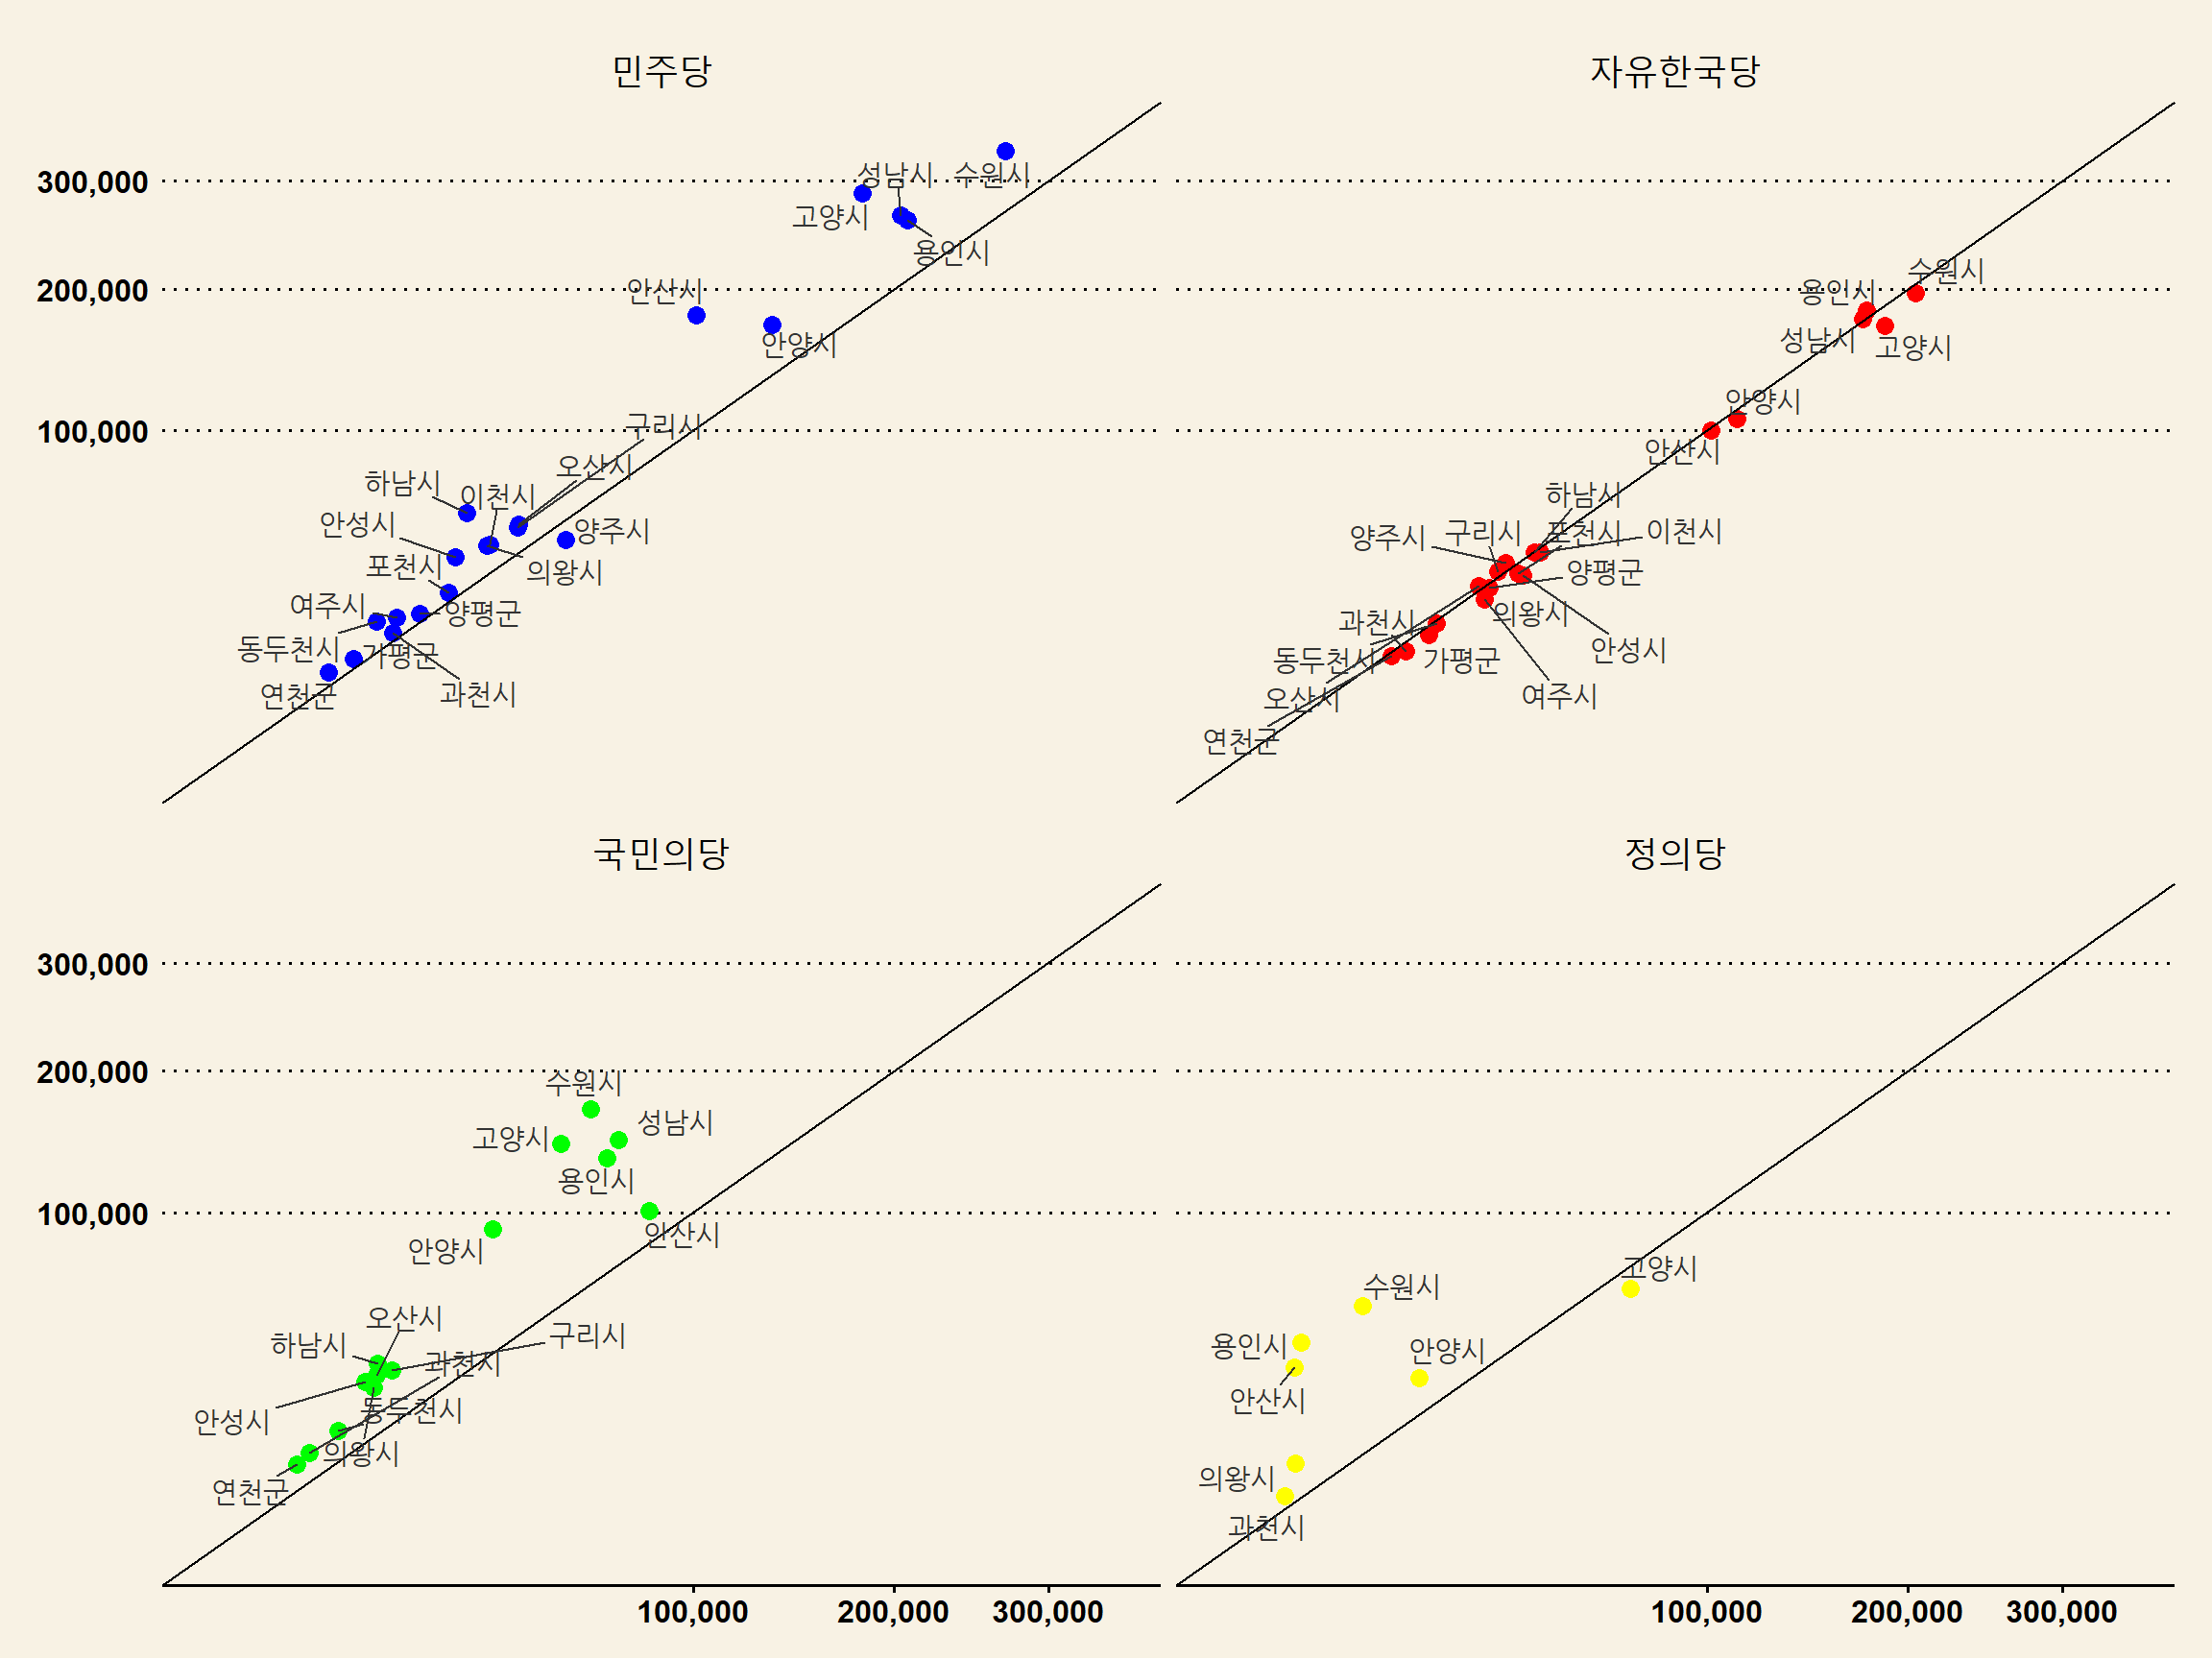 민주당
300,000
200,000
100,000
성남시
수원시
고양시
용인시
안산시
안양시
구리시
오산시
하남시
이천시
안성시
양주시
포천시
의왕시
여주시
양평군
동두천시
가평군
연천군
과천시
자유한국당
수원시
용인시
성남시
고양시
안양시
안산시
하남시
양주시
구리시
포천시
이천시
양평군
과천시
의왕시
동두천시
가평군
안성시
오산시
여주시
연천군
국민의당
300,000
200,000
100,000
수원시
성남시
고양시
용인시
안산시
안양시
오산시
하남시
구리시
과천시
안성시
동두천시
의왕시
연천군
100,000
200,000
300,000
정의당
고양시
수원시
용인시
안양시
안산시
의왕시
과천시
100,000
200,000
300,000